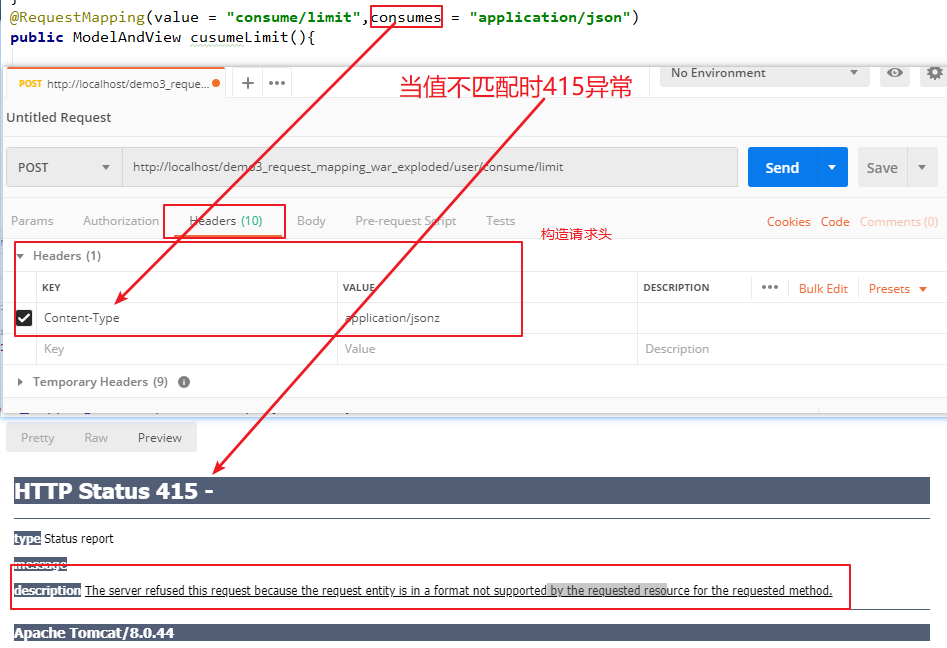 }
@RequestMapping(value = "consume/limit",consumes = "application/json")
public ModelAndView cusumeLimit(){
POST http://localhost/demo3_reque... + •••
当值不匹配时415异常
No Environment
Untitled Request
POST http://localhost/demo3_request_mapping_war_exploded/user/consume/limit Send Save
Params Authorization Headers (10) Body Pre-request Script Tests Cookies Code Comments (0)
构造请求头
Headers (1)
KEY VALUE DESCRIPTION ••• Bulk Edit Presets
Content-Type application/jsonz
Key Value Description
Temporary Headers (9)
Pretty Raw Preview
HTTP Status 415 -
type Status report
message
description The server refused this request because the request entity is in a format not supported by the requested resource for the requested method.
Apache Tomcat/8.0.44